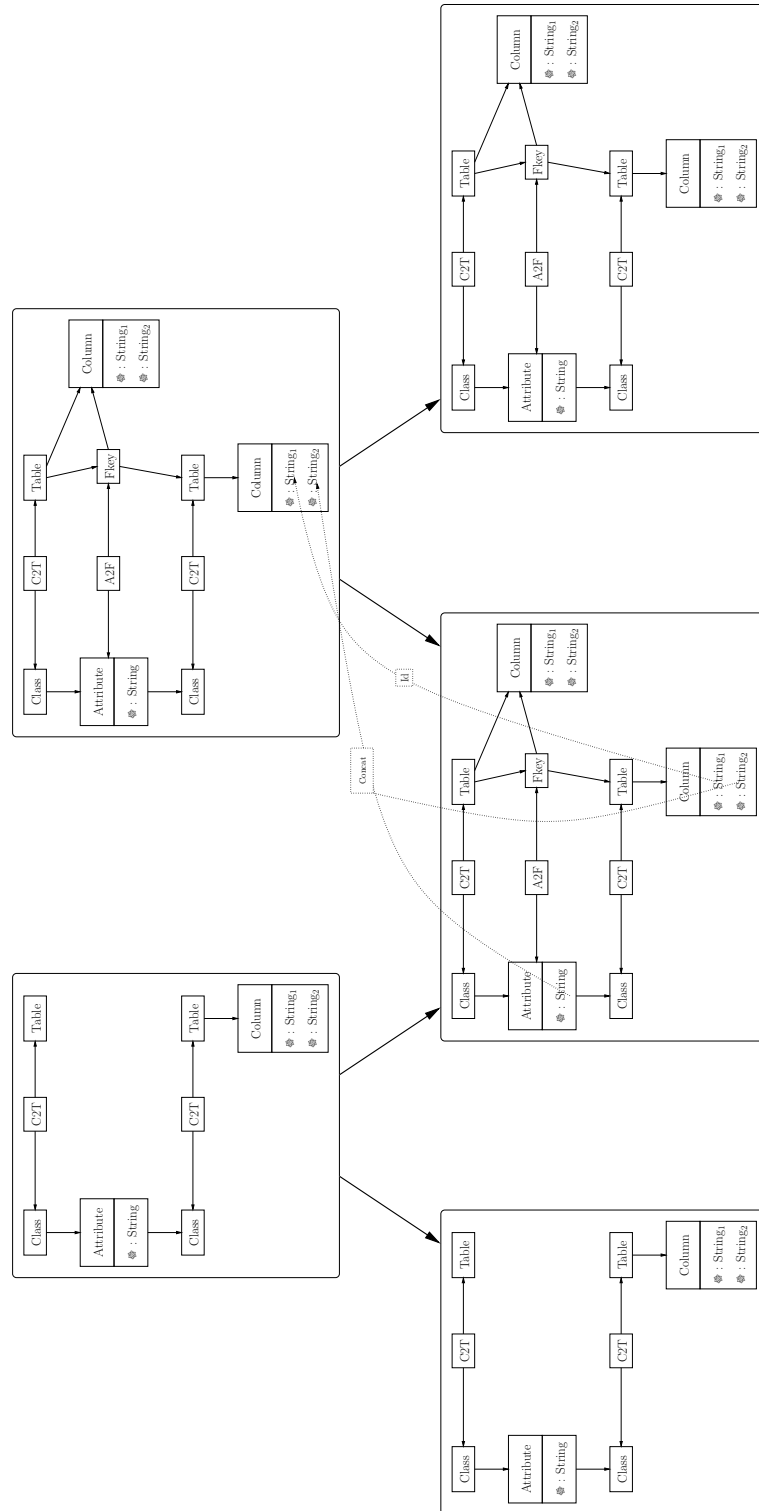 Class C2T Table
Attribute
❁ : String
Class C2T Table
Column
❁ : String₁
❁ : String₂
Class C2T Table
Column
❁ : String₁
❁ : String₂
Attribute
❁ : String
A2F
Fkey
Class C2T Table
Column
❁ : String₁
❁ : String₂
Concat
Id
Class C2T Table
Attribute
❁ : String
Class C2T Table
Column
❁ : String₁
❁ : String₂
Class C2T Table
Column
❁ : String₁
❁ : String₂
Attribute
❁ : String
A2F
Fkey
Class C2T Table
Column
❁ : String₁
❁ : String₂
Class C2T Table
Column
❁ : String₁
❁ : String₂
Attribute
❁ : String
A2F
Fkey
Class C2T Table
Column
❁ : String₁
❁ : String₂